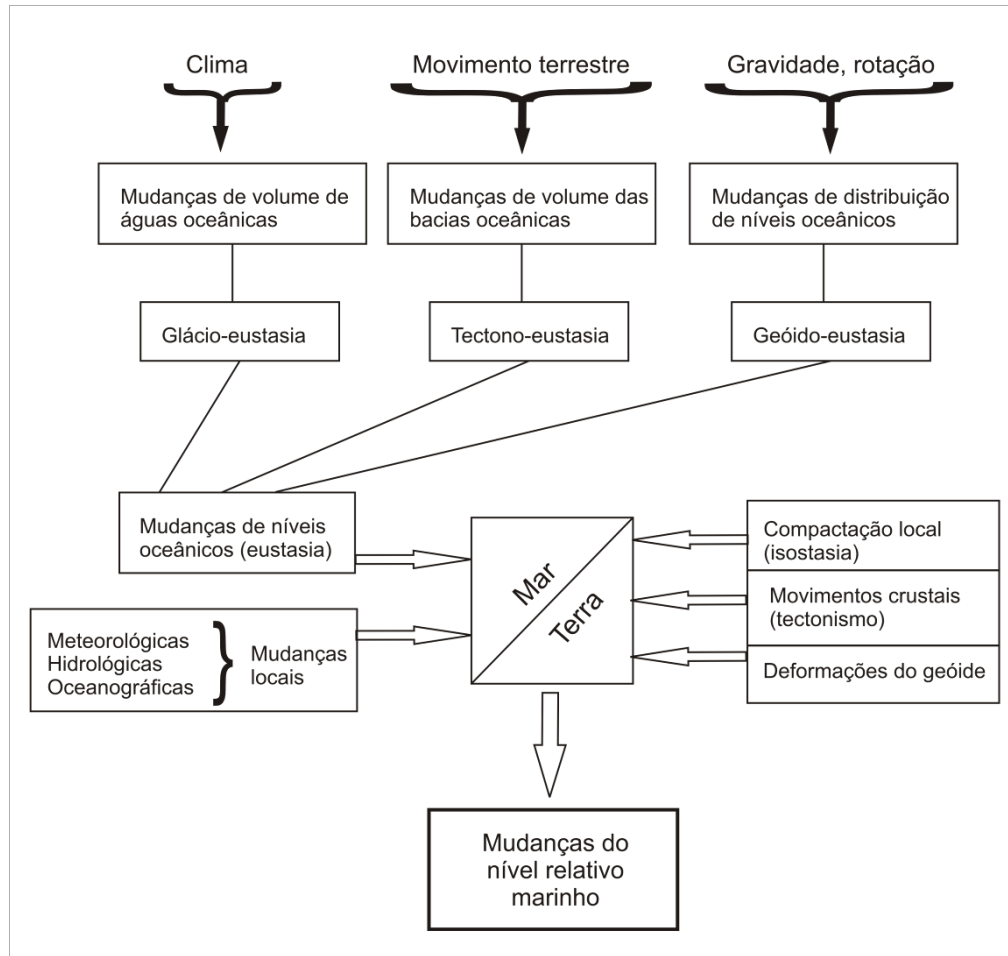 Clima
Movimento terrestre
Gravidade, rotação
Mudanças de volume de
águas oceânicas
Mudanças de volume das
bacias oceânicas
Mudanças de distribuição
de níveis oceânicos
Glácio-eustasia
Tectono-eustasia
Geóido-eustasia
Mudanças de níveis
oceânicos (eustasia)
Meteorológicas
Hidrológicas
Oceanográficas
Mudanças
locais
Mar
Terra
Compactação local
(isostasia)
Movimentos crustais
(tectonismo)
Deformações do geóide
Mudanças do
nível relativo
marinho